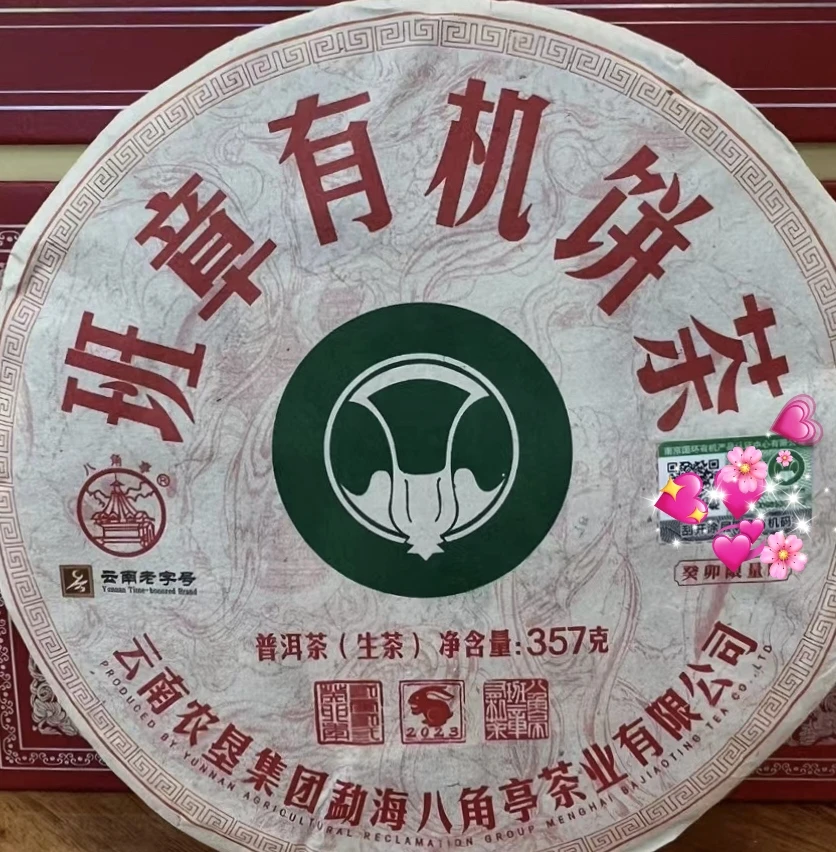 班章有机饼茶
八角亭
®
云南老字号
Yunnan Time-honored Brand
癸卯限量
普洱茶（生茶）净含量:357克
2023
云南农垦集团勐海八角亭茶业有限公司
PRODUCED BY YUNNAN AGRICULTURAL RECLAMATION GROUP MENGHAI BAJIAOTING TEA CO.,LTD